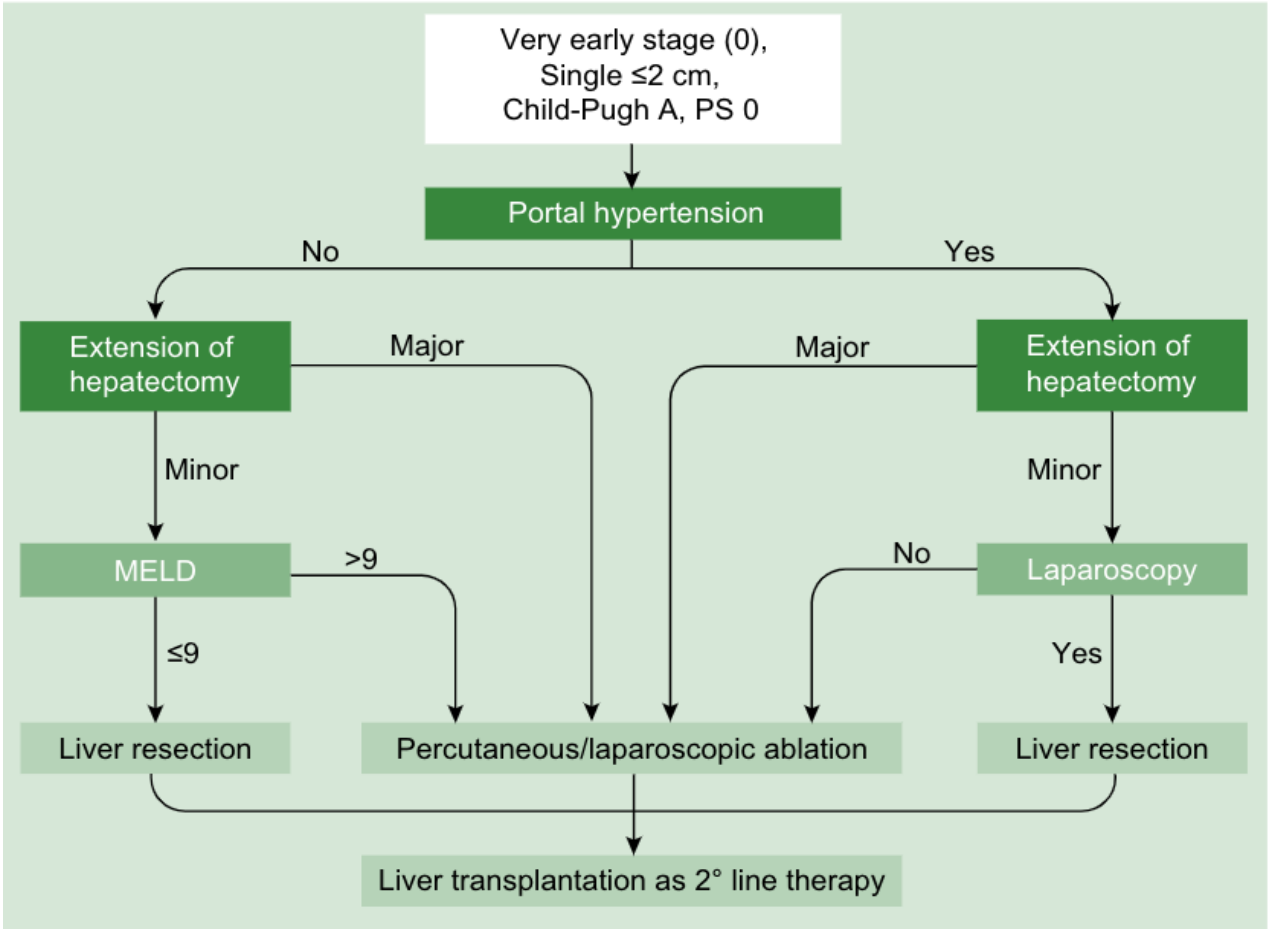 Very early stage (0),
Single ≤2 cm,
Child-Pugh A, PS 0
Portal hypertension
No
Yes
Extension of
hepatectomy
Major
Major
Extension of
hepatectomy
Minor
Minor
MELD
>9
No
Laparoscopy
≤9
Yes
Liver resection
Percutaneous/laparoscopic ablation
Liver resection
Liver transplantation as 2° line therapy